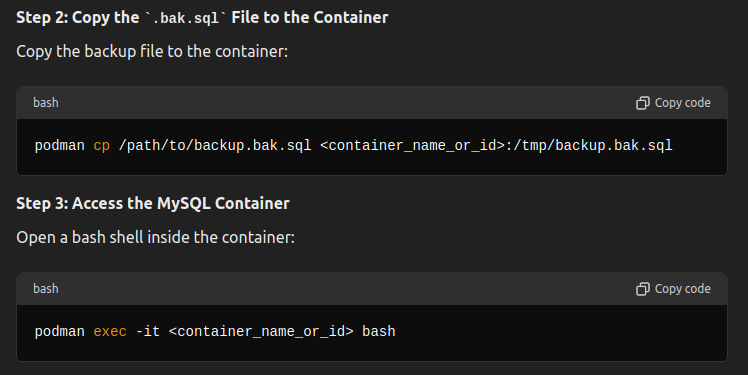 Step 2: Copy the `.bak.sql` File to the Container
Copy the backup file to the container:
bash
Copy code
podman cp /path/to/backup.bak.sql <container_name_or_id>:/tmp/backup.bak.sql
Step 3: Access the MySQL Container
Open a bash shell inside the container:
bash
Copy code
podman exec -it <container_name_or_id> bash